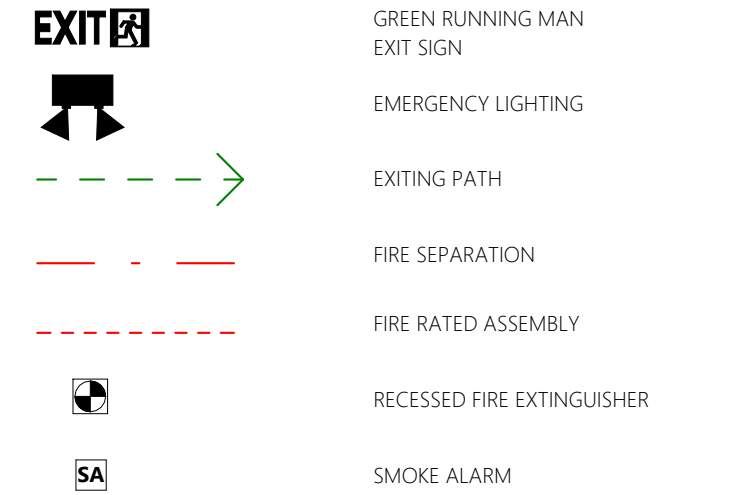 EXIT GREEN RUNNING MAN
EXIT SIGN
EMERGENCY LIGHTING
EXITING PATH
FIRE SEPARATION
FIRE RATED ASSEMBLY
RECESSED FIRE EXTINGUISHER
SA SMOKE ALARM